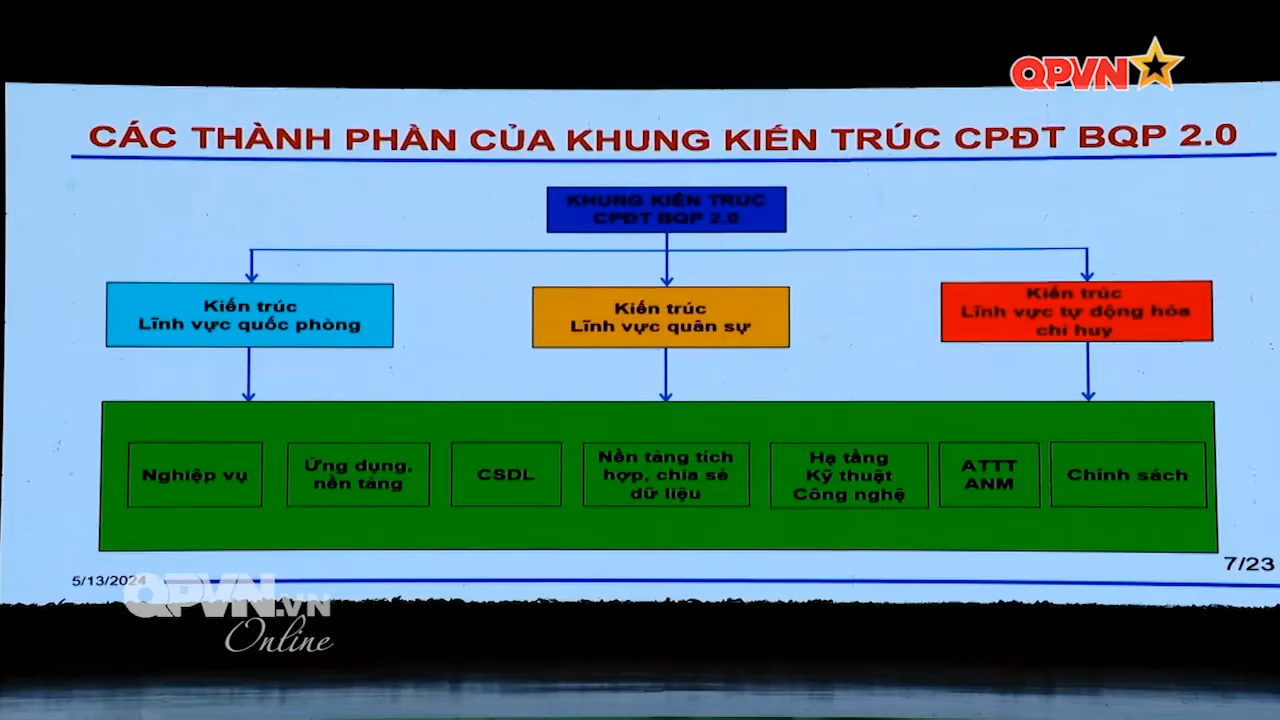 QPVN
CÁC THÀNH PHẦN CỦA KHUNG KIẾN TRÚC CPĐT BQP 2.0
KHUNG KIẾN TRÚC
CPĐT BQP 2.0
Kiến trúc
Lĩnh vực quốc phòng
Kiến trúc
Lĩnh vực quân sự
Kiến trúc
Lĩnh vực tự động hóa
chỉ huy
Nghiệp vụ
Ứng dụng,
nền tảng
CSDL
Nền tảng tích
hợp, chia sẻ
dữ liệu
Hạ tầng
Kỹ thuật
Công nghệ
ATTT
ANM
Chính sách
7/23
5/13/2024
QPVN.VN
Online